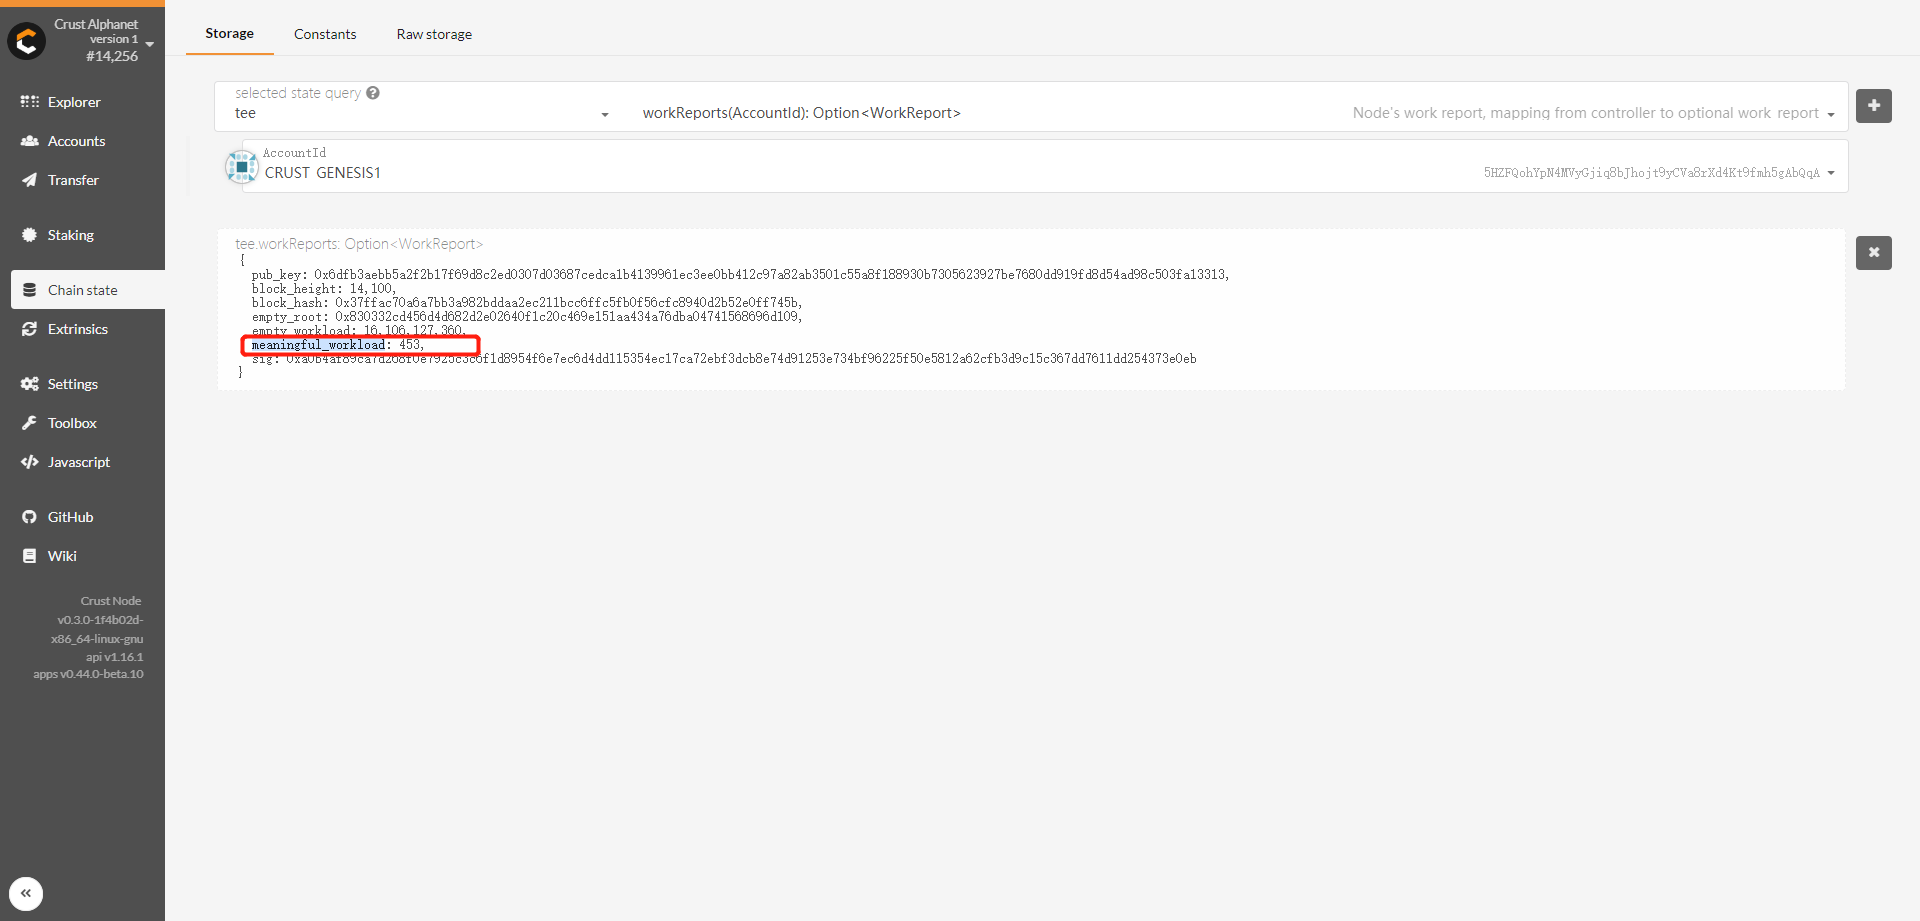 Crust Alphanet
version 1
#14,256
Explorer
Accounts
Transfer
Staking
Chain state
Extrinsics
Settings
Toolbox
Javascript
GitHub
Wiki
Crust Node
v0.3.0-1f4b02d-
x86_64-linux-gnu
api v1.16.1
apps v0.44.0-beta.10
Storage Constants Raw storage
selected state query
tee workReports(AccountId): Option<WorkReport> Node's work report, mapping from controller to optional work report
AccountId
CRUST GENESIS1 5HZFQohYpN4MVyGjiq8bJhojt9yCVa8rXd4Kt9fmh5gAbQqA
tee.workReports: Option<WorkReport>
{
pub_key: 0x6dfb3aebb5a2f2b17f69d8c2ed0307d03687cedca1b4139961ec3ee0bb412c97a82ab3501c55a8f188930b7305623927be7680dd919fd8d54ad98c503fa13313,
block_height: 14,100,
block_hash: 0x37ffac70a6a7bb3a982bddaa2ec211bcc6ffc5fb0f56cfc8940d2b52e0ff745b,
empty_root: 0x830332cd456d4d682d2e02640f1c20c469e151aa434a76dba04741568696d109,
empty_workload: 16,106,127,360,
meaningful_workload: 453,
sig: 0xa0b4af89ca7d268f0e7925c3c6f1d8954f6e7ec6d4dd115354ec17ca72ebf3dcb8e74d91253e734bf96225f50e5812a62cfb3d9c15c367dd7611dd254373e0eb
}